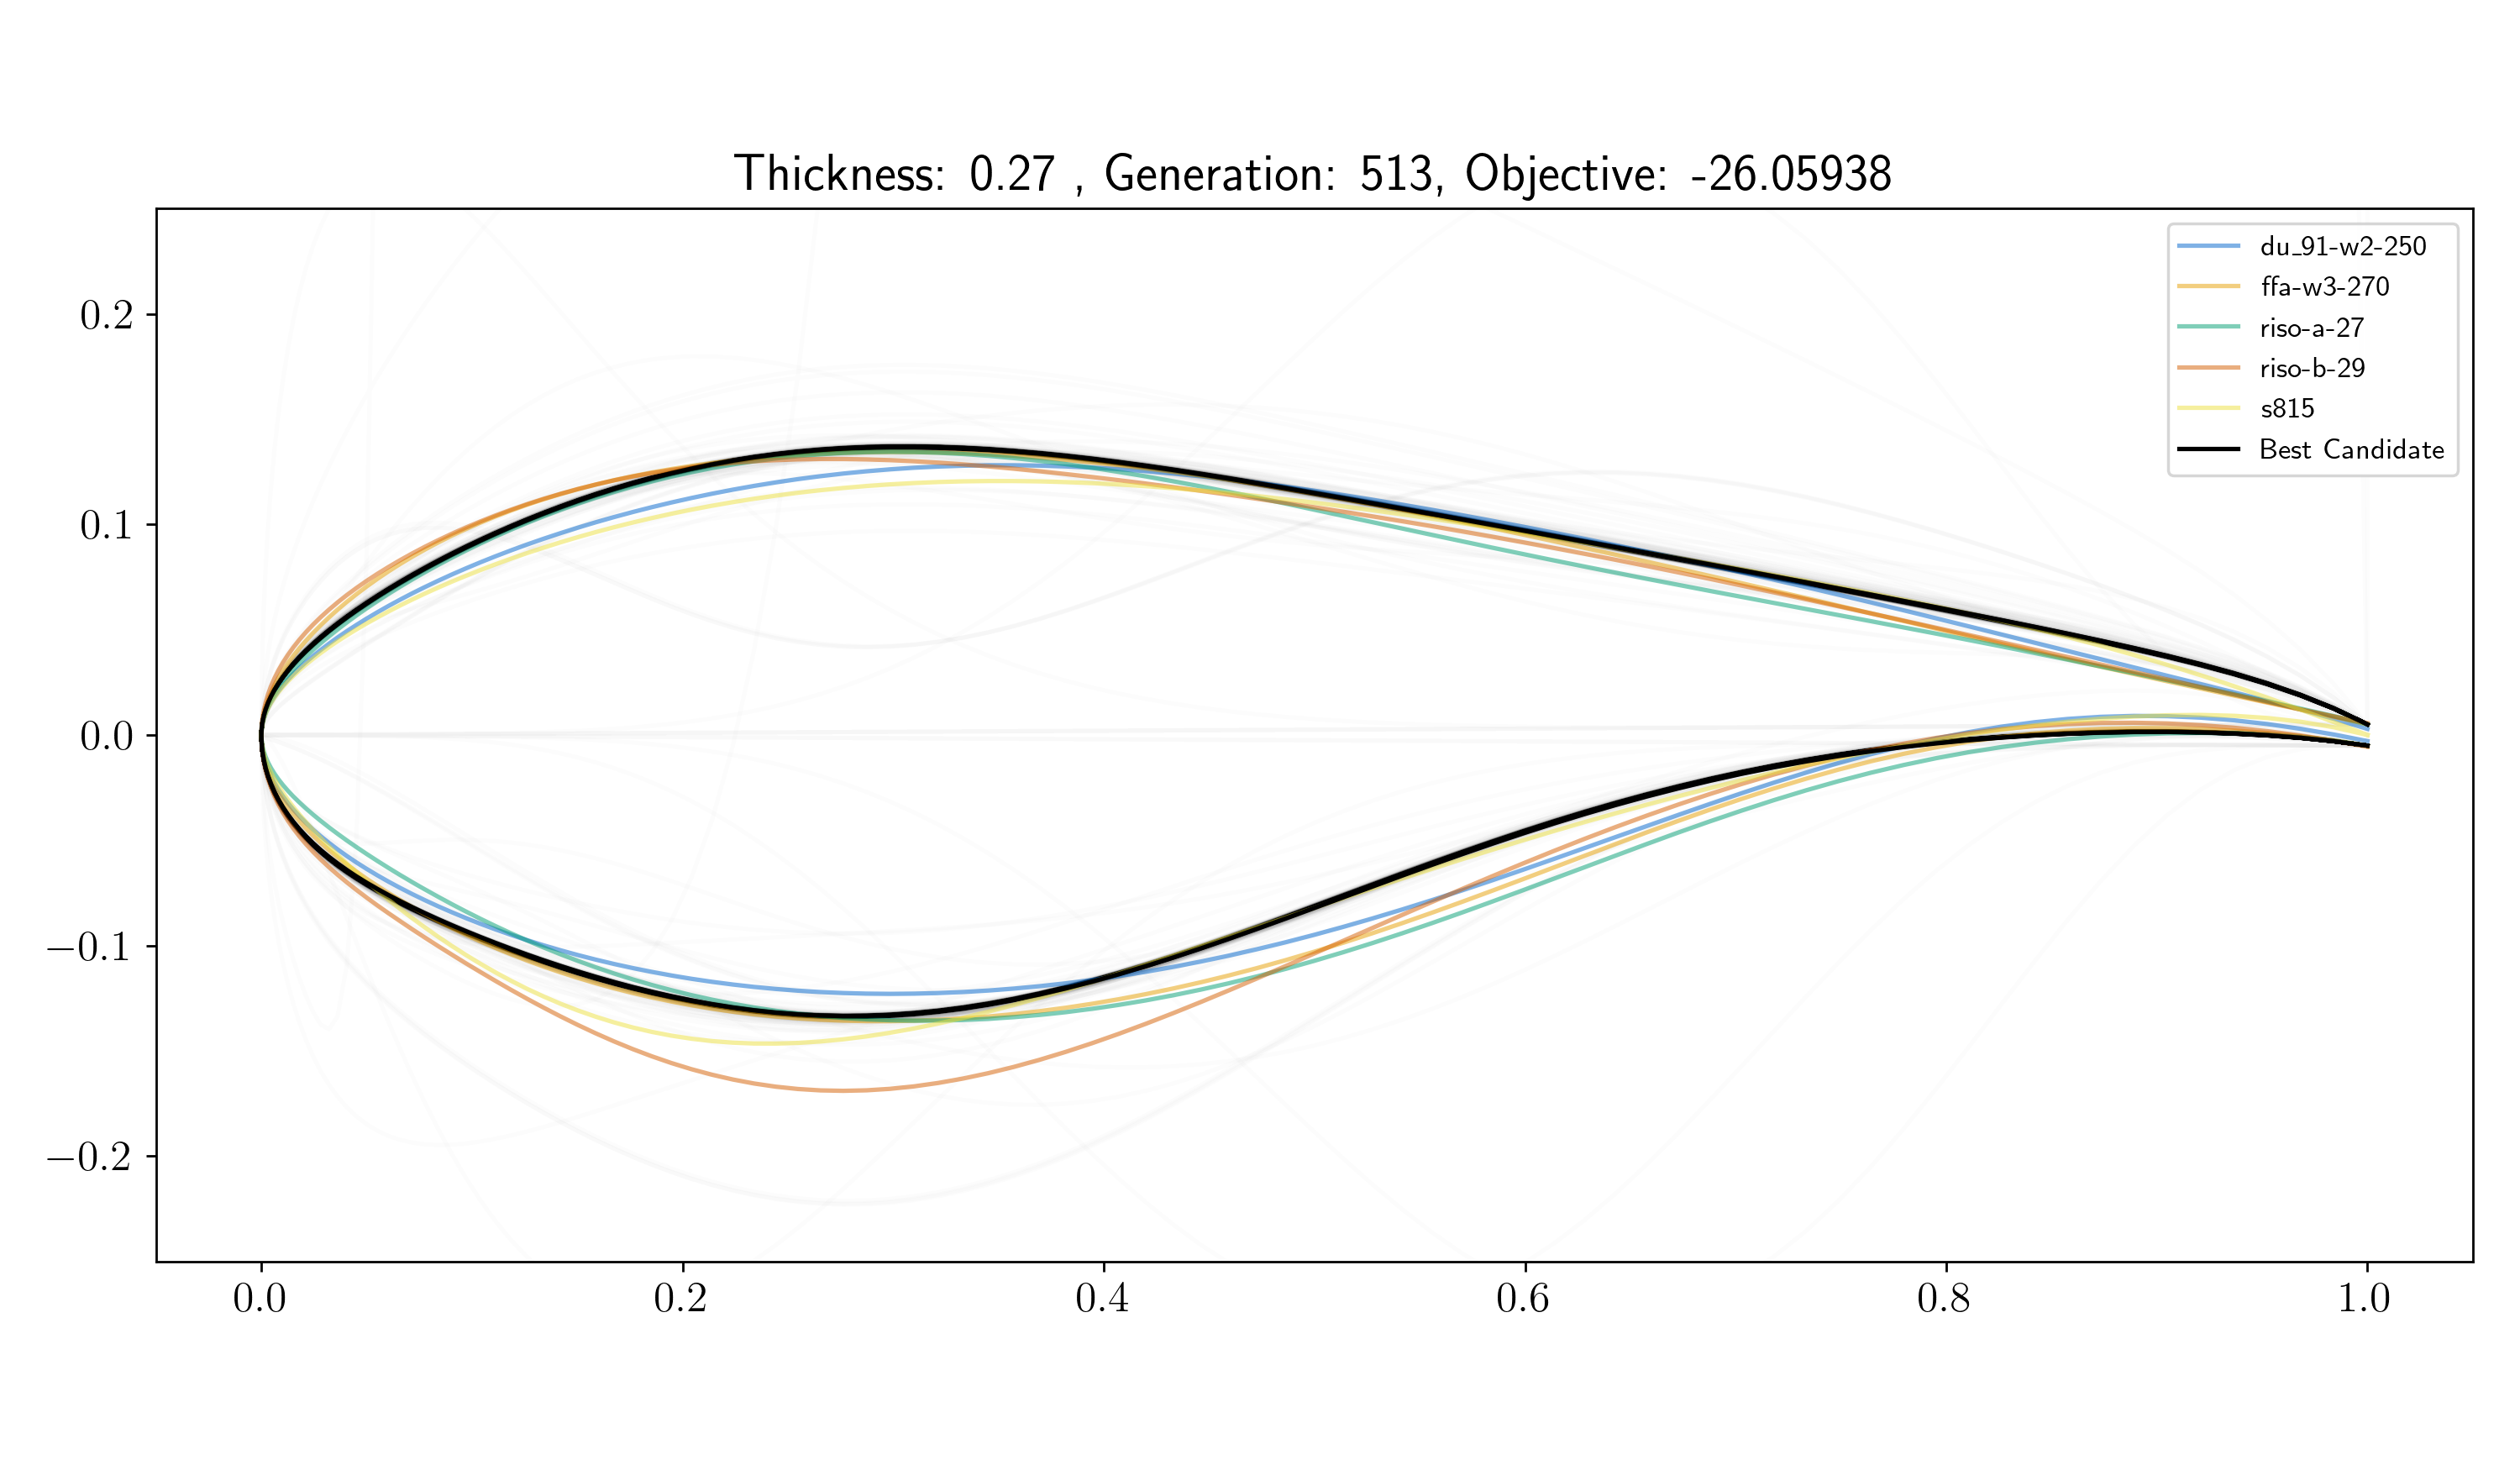 Thickness: 0.27 , Generation: 513, Objective: -26.05938
du_91-w2-250
ffa-w3-270
riso-a-27
riso-b-29
s815
Best Candidate
0.2
0.1
0.0
−0.1
−0.2
0.0 0.2 0.4 0.6 0.8 1.0